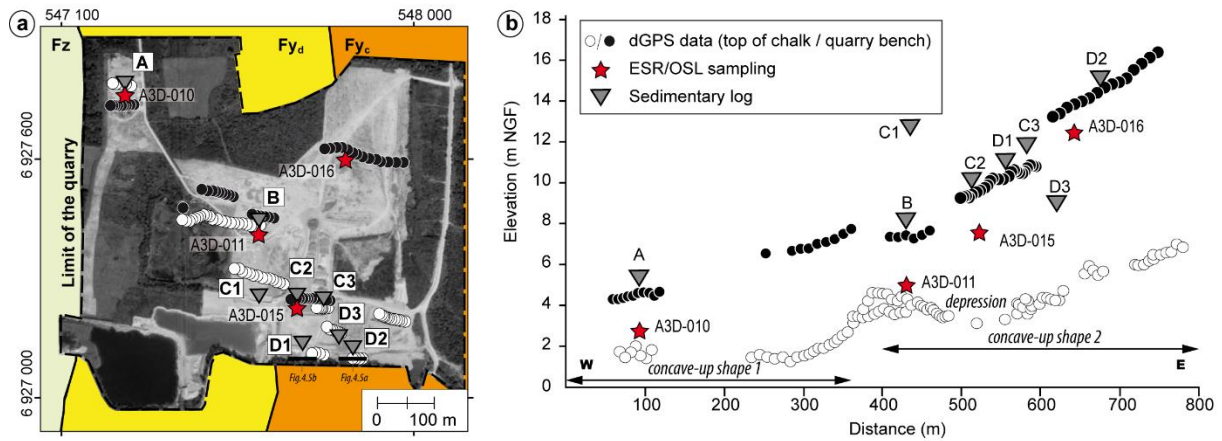 a
547 100
548 000
Fz
Fyd
Fyc
A
A3D-010
6 927 600
Limit of the quarry
A3D-016
B
A3D-011
C2
C1
C3
A3D-015
D3
D1
D2
Fig.4.5b
Fig.4.5a
6 927 000
0
100 m
b
18
16
14
12
10
8
6
4
2
0
Elevation (m NGF)
dGPS data (top of chalk / quarry bench)
ESR/OSL sampling
Sedimentary log
D2
C1
A3D-016
C3
D1
C2
D3
B
A3D-015
A
A3D-011
depression
A3D-010
concave-up shape 2
W
concave-up shape 1
E
100 200 300 400 500 600 700 800
Distance (m)